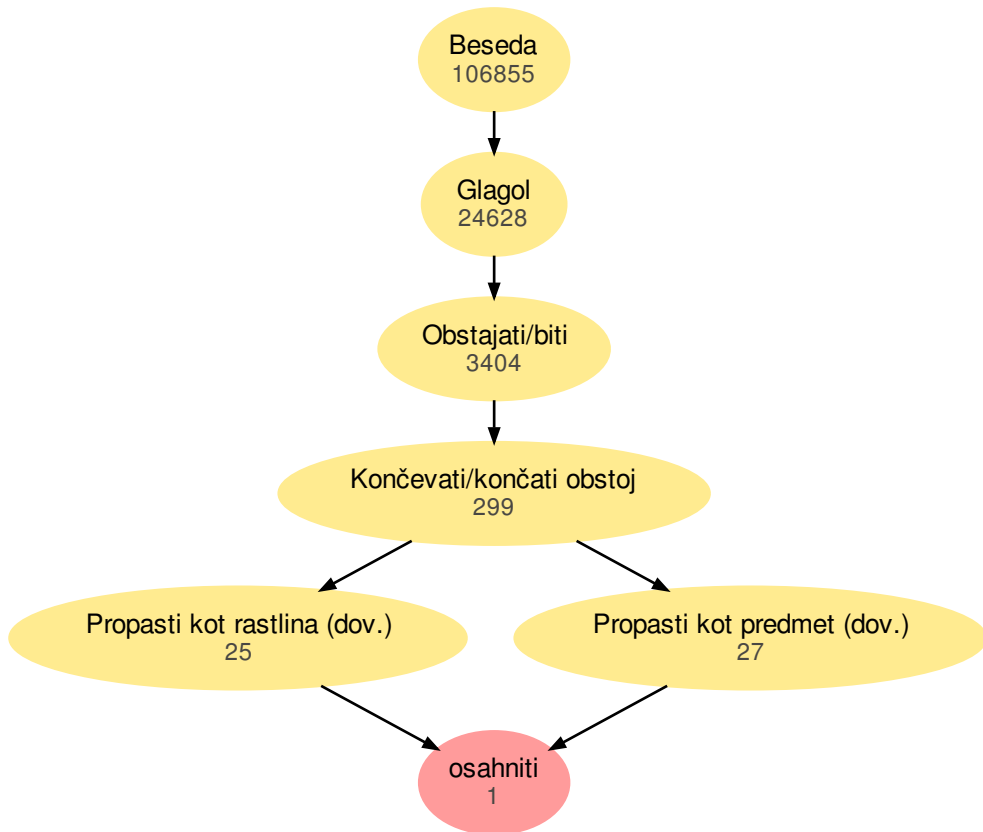 Beseda
106855
Glagol
24628
Obstajati/biti
3404
Končevati/končati obstoj
299
Propasti kot rastlina (dov.)
25
Propasti kot predmet (dov.)
27
osahniti
1